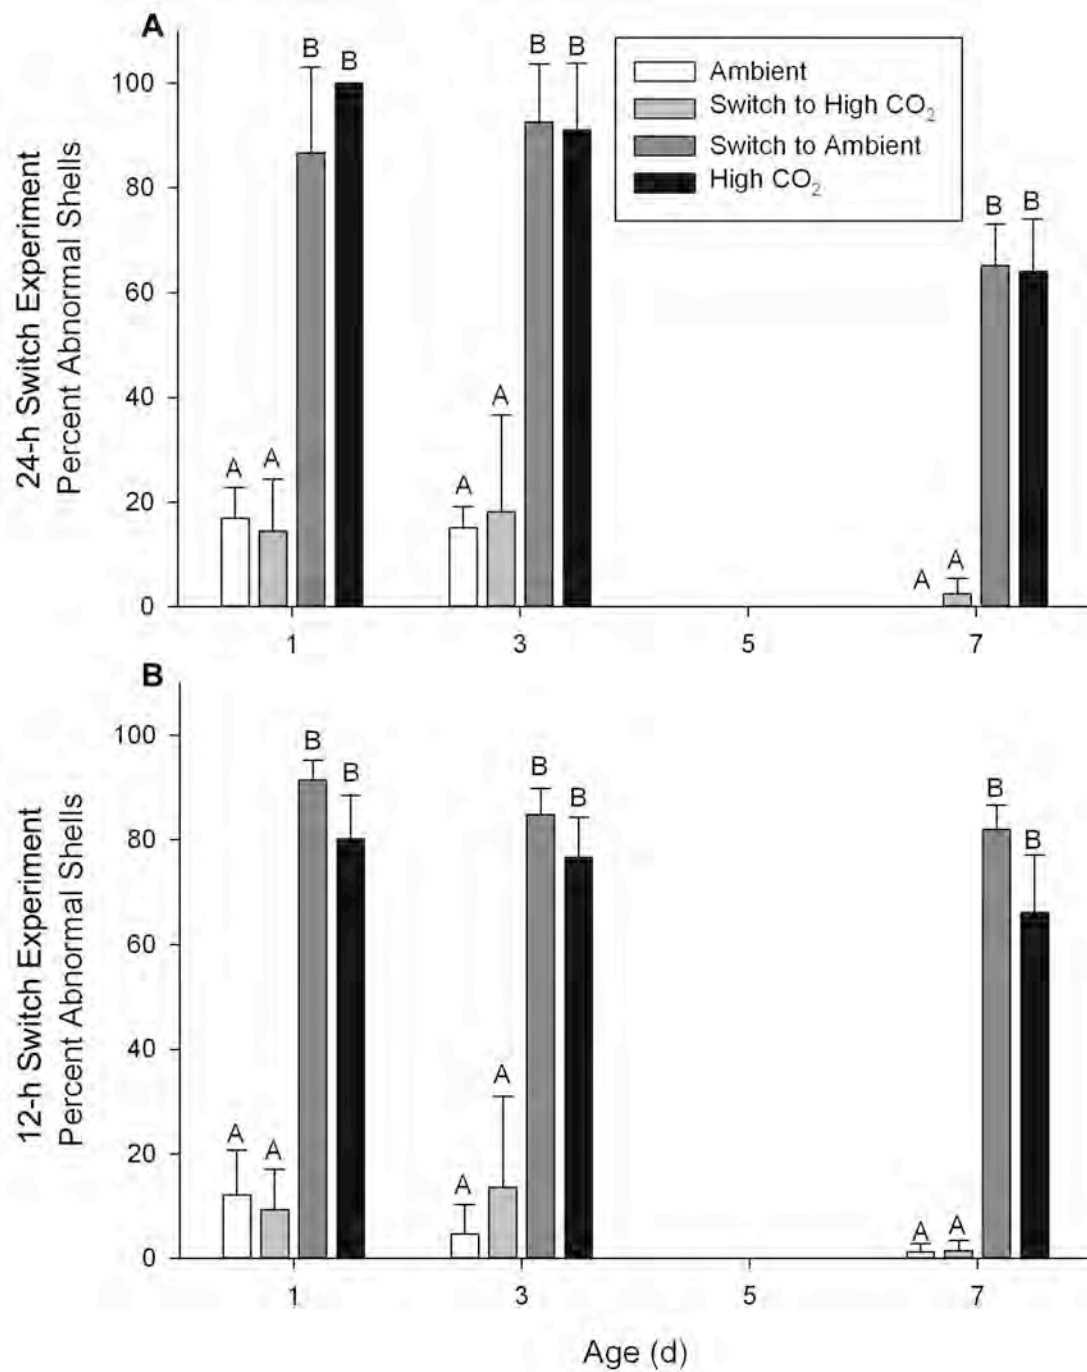 A
24-h Switch Experiment
Percent Abnormal Shells
100
80
60
40
20
0
B B
B B
B B
A A
A A
A A
Ambient
Switch to High CO₂
Switch to Ambient
High CO₂
1 3 5 7
B
12-h Switch Experiment
Percent Abnormal Shells
100
80
60
40
20
0
B B
B B
B B
A A
A A
A A
1 3 5 7
Age (d)